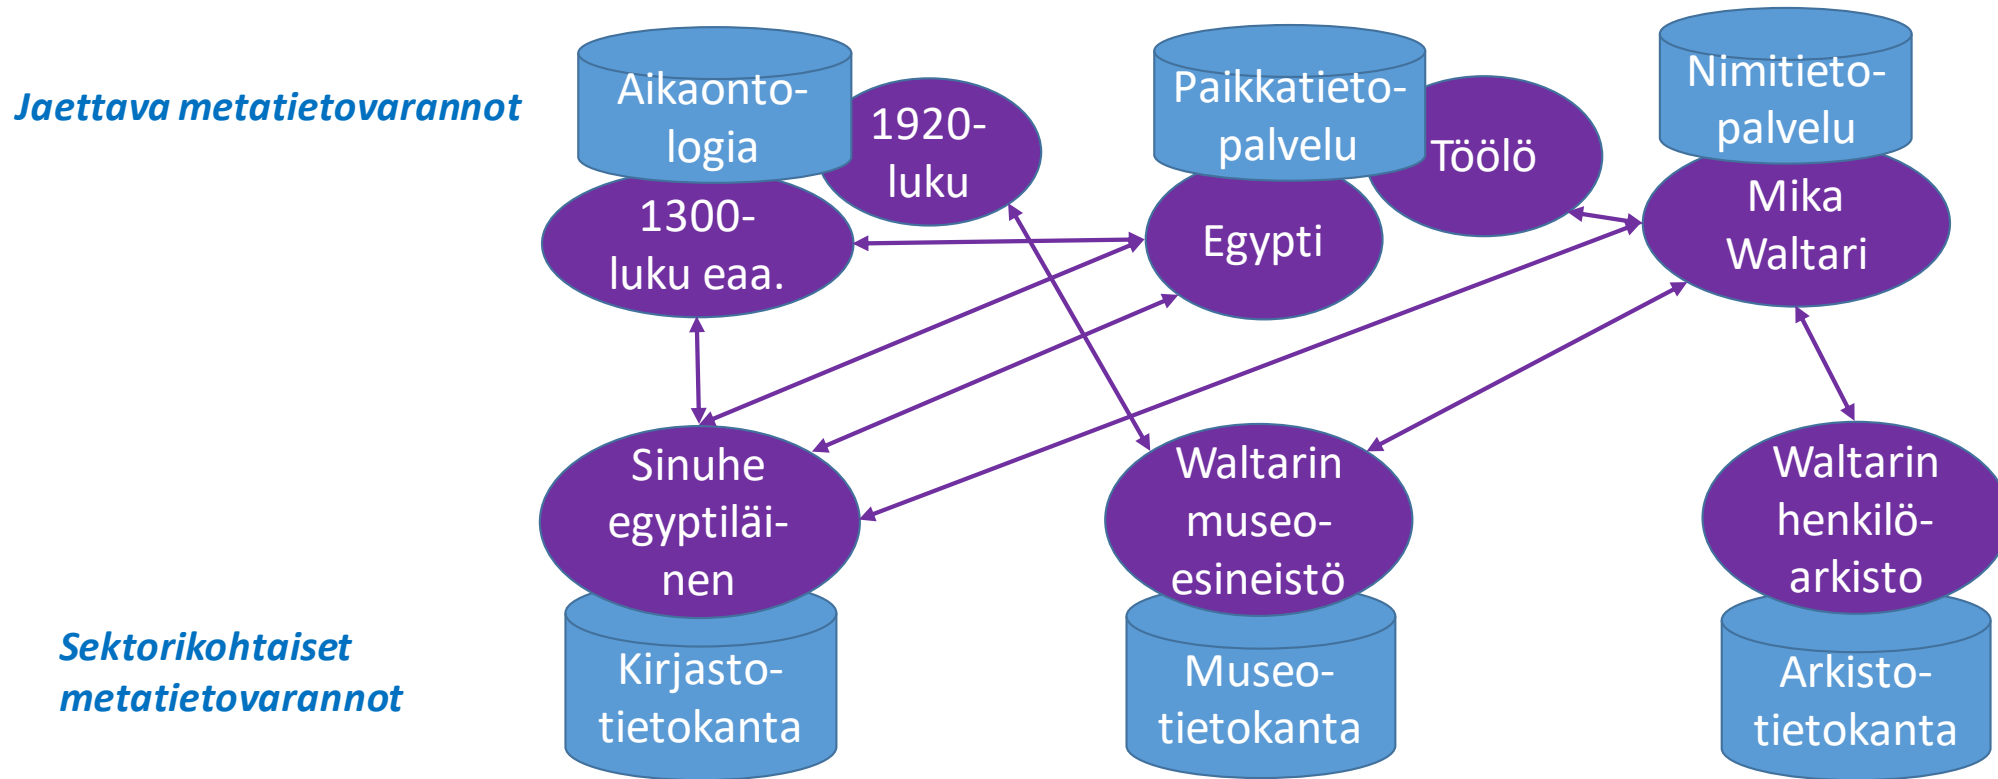 Jaettava metatietovarannot
Aikaonto-
logia
1920-
luku
1300-
luku eaa.
Paikkatieto-
palvelu
Töölö
Egypti
Nimitieto-
palvelu
Mika
Waltari
Sinuhe
egyptiläi-
nen
Waltarin
museo-
esineistö
Waltarin
henkilö-
arkisto
Sektorikohtaiset
metatietovarannot
Kirjasto-
tietokanta
Museo-
tietokanta
Arkisto-
tietokanta